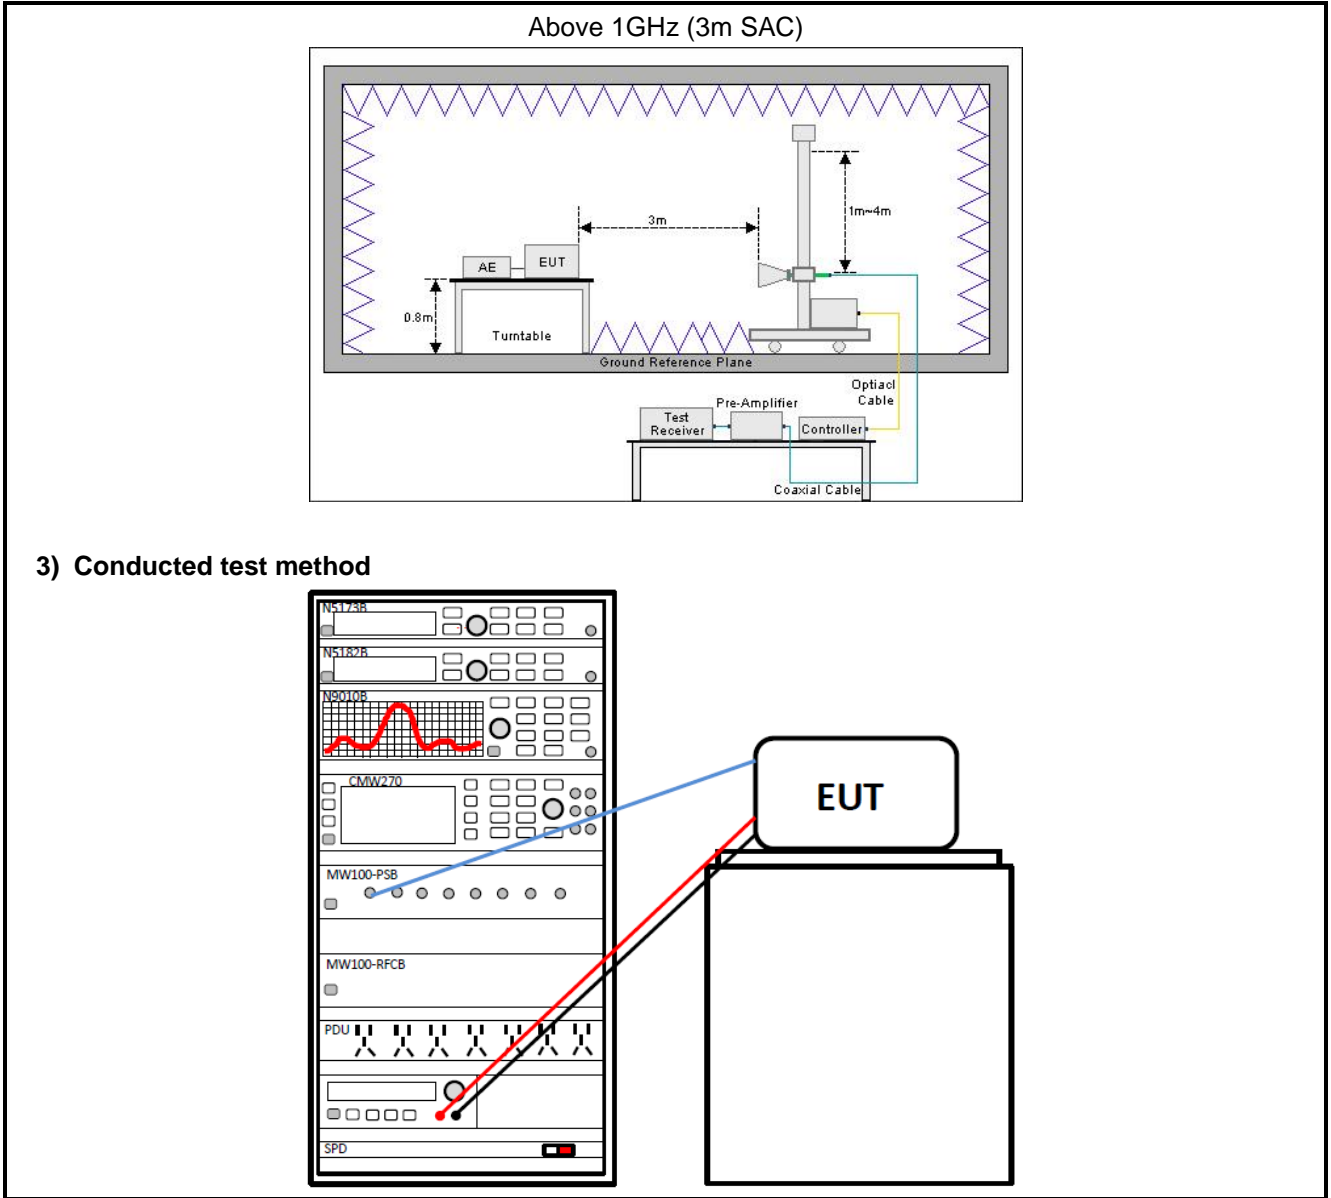 Above 1GHz (3m SAC)
3m
1m~4m
AE
EUT
0.8m
Turntable
Ground Reference Plane
Optiacl
Cable
Pre-Amplifier
Test
Receiver
Controller
Coaxial Cable
3) Conducted test method
N5173B
N5182B
N9010B
CMW270
EUT
MW100-PSB
MW100-RFCB
PDU
SPD